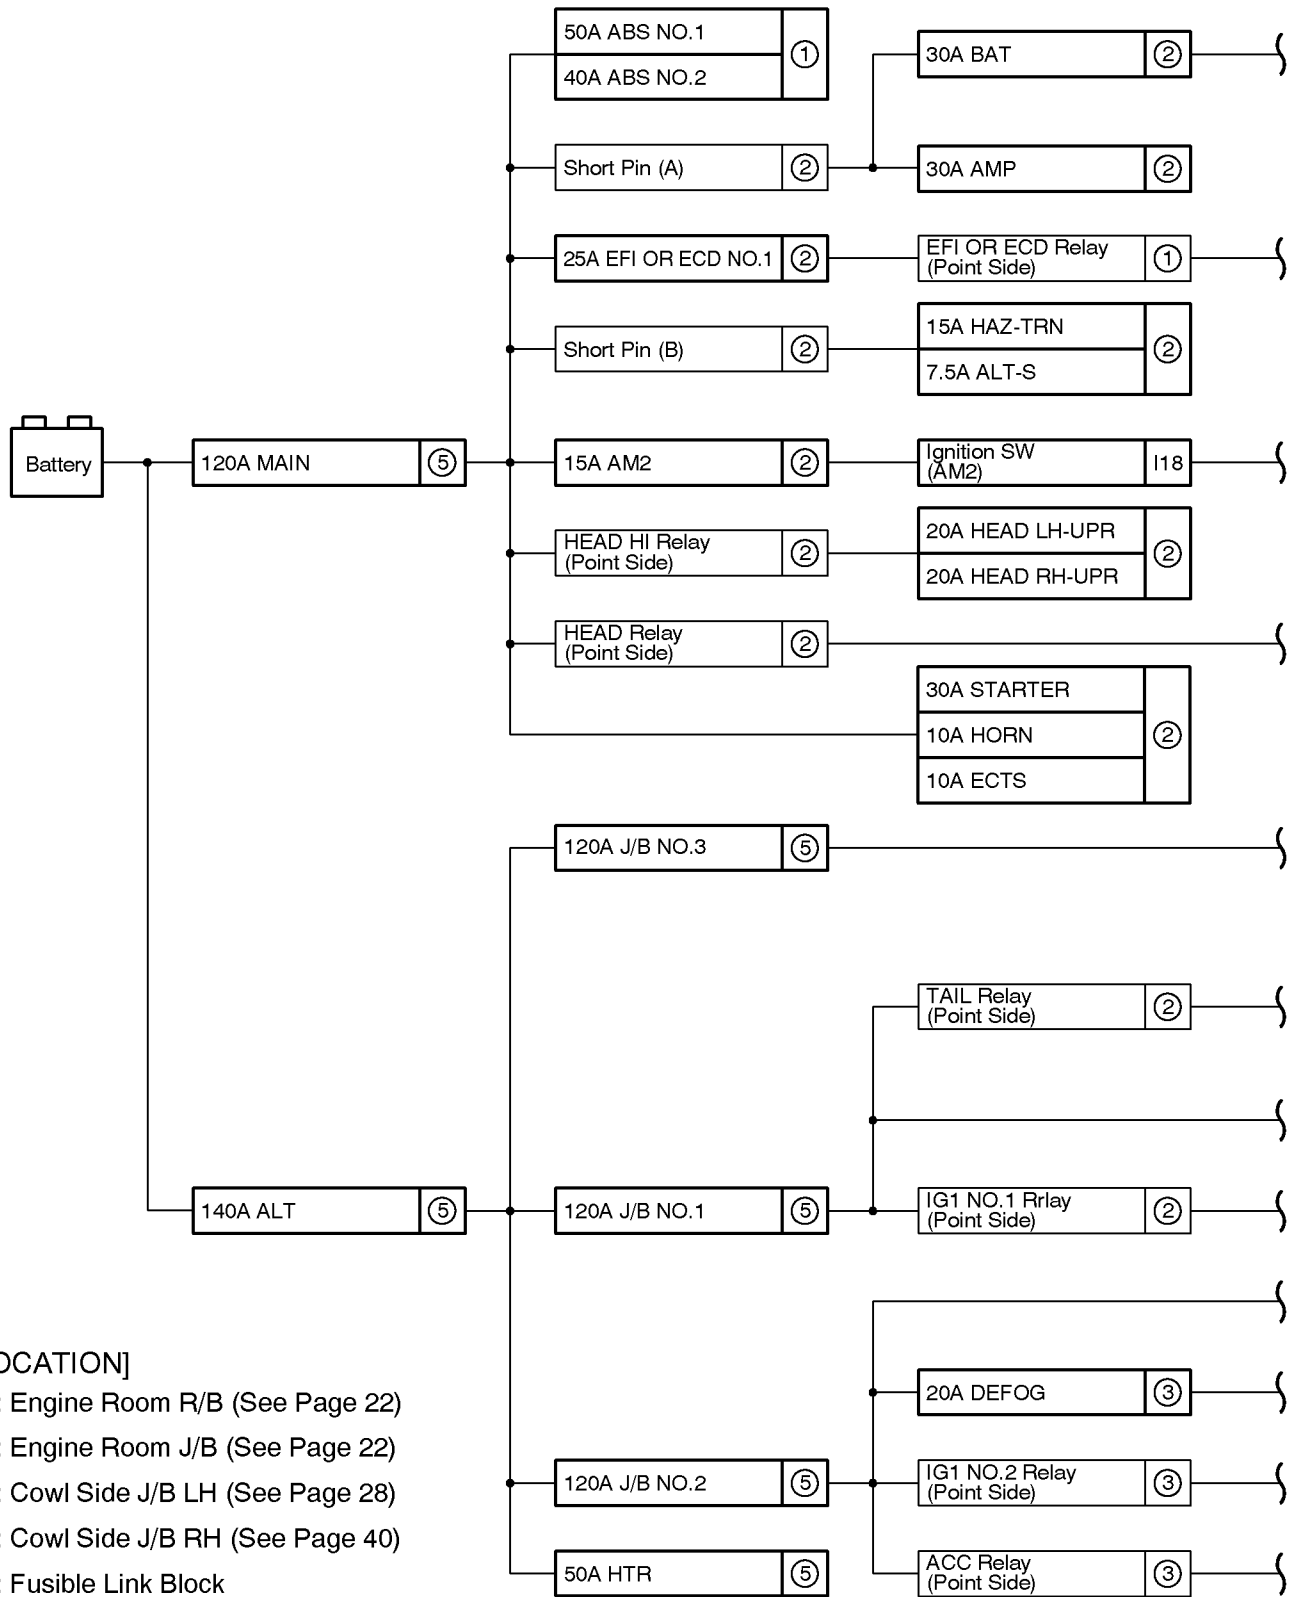 50A ABS NO.1
40A ABS NO.2
1
30A BAT
2
Short Pin (A)
2
30A AMP
2
25A EFI OR ECD NO.1
2
EFI OR ECD Relay
(Point Side)
1
Short Pin (B)
2
15A HAZ-TRN
7.5A ALT-S
2
Battery
120A MAIN
5
15A AM2
2
Ignition SW
(AM2)
I18
HEAD HI Relay
(Point Side)
2
20A HEAD LH-UPR
20A HEAD RH-UPR
2
HEAD Relay
(Point Side)
2
30A STARTER
10A HORN
10A ECTS
2
120A J/B NO.3
5
TAIL Relay
(Point Side)
2
140A ALT
5
120A J/B NO.1
5
IG1 NO.1 Rrlay
(Point Side)
2
20A DEFOG
3
120A J/B NO.2
5
IG1 NO.2 Relay
(Point Side)
3
50A HTR
5
ACC Relay
(Point Side)
3
OCATION]
: Engine Room R/B (See Page 22)
: Engine Room J/B (See Page 22)
: Cowl Side J/B LH (See Page 28)
: Cowl Side J/B RH (See Page 40)
: Fusible Link Block